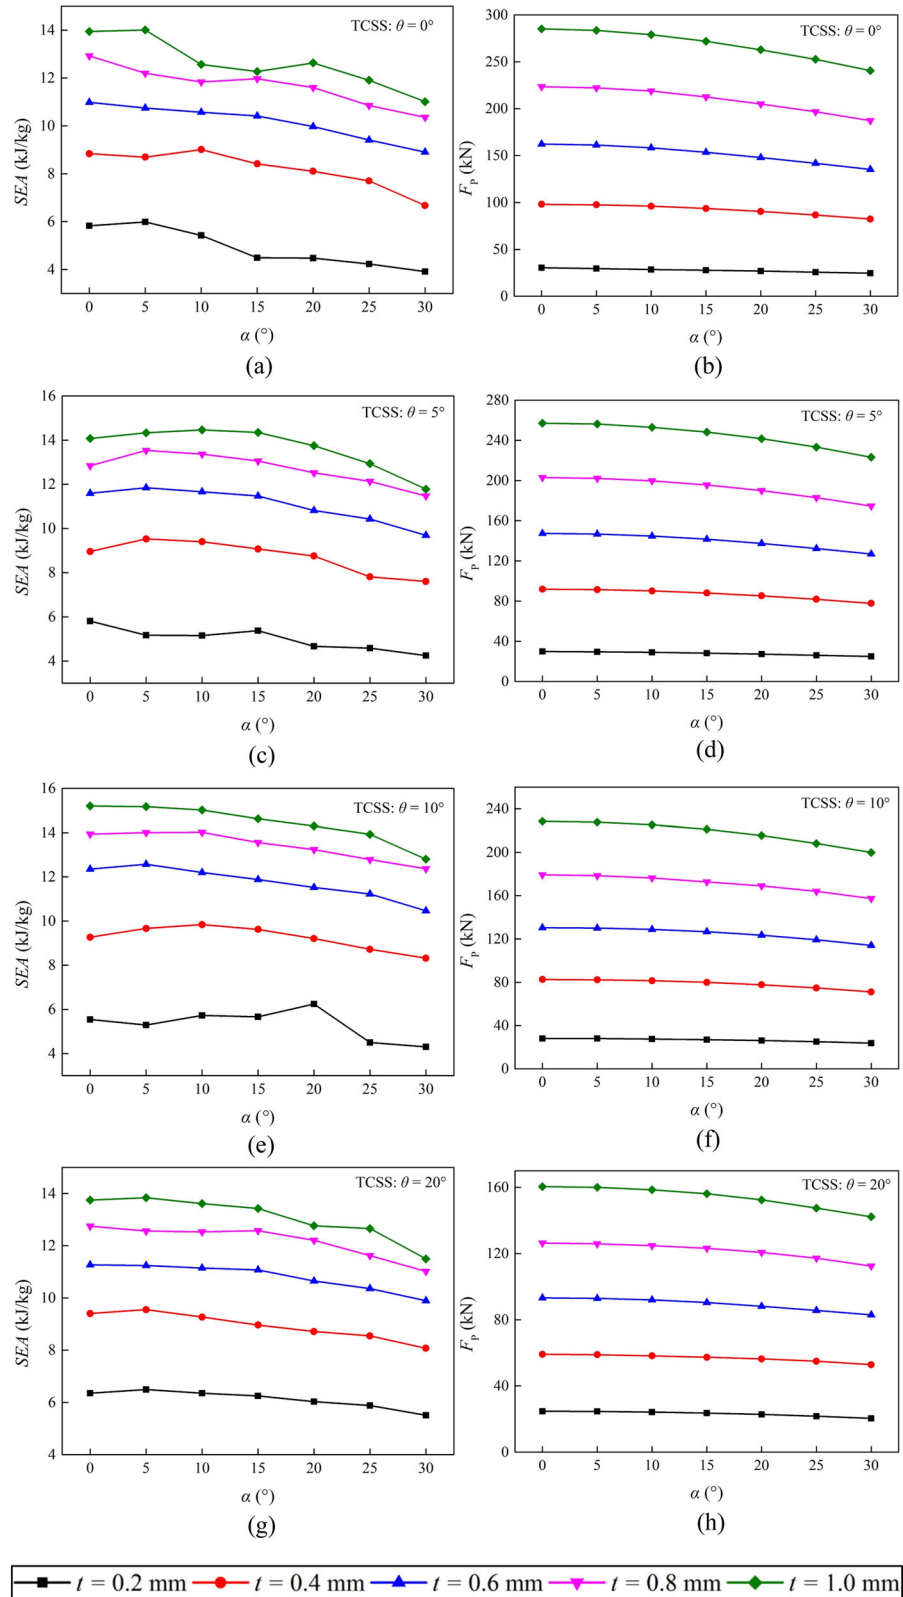 TCSS: θ = 0°
14
12
10
8
6
4
SEA (kJ/kg)
0 5 10 15 20 25 30
α (°)
(a)
TCSS: θ = 0°
300
250
200
150
100
50
0
F_P (kN)
0 5 10 15 20 25 30
α (°)
(b)
TCSS: θ = 5°
16
14
12
10
8
6
4
SEA (kJ/kg)
0 5 10 15 20 25 30
α (°)
(c)
TCSS: θ = 5°
280
240
200
160
120
80
40
0
F_P (kN)
0 5 10 15 20 25 30
α (°)
(d)
TCSS: θ = 10°
16
14
12
10
8
6
4
SEA (kJ/kg)
0 5 10 15 20 25 30
α (°)
(e)
TCSS: θ = 10°
240
200
160
120
80
40
0
F_P (kN)
0 5 10 15 20 25 30
α (°)
(f)
TCSS: θ = 20°
14
12
10
8
6
4
SEA (kJ/kg)
0 5 10 15 20 25 30
α (°)
(g)
TCSS: θ = 20°
160
120
80
40
0
F_P (kN)
0 5 10 15 20 25 30
α (°)
(h)
t = 0.2 mm t = 0.4 mm t = 0.6 mm t = 0.8 mm t = 1.0 mm